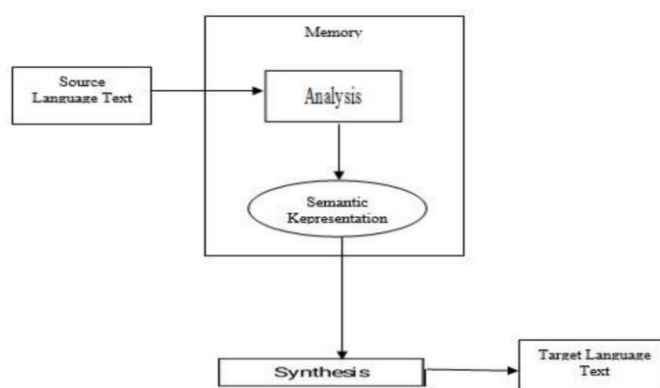 Memory
Source
Language Text
Analysis
Semantic
Kepresentation
Synthesis
Target Language
Text